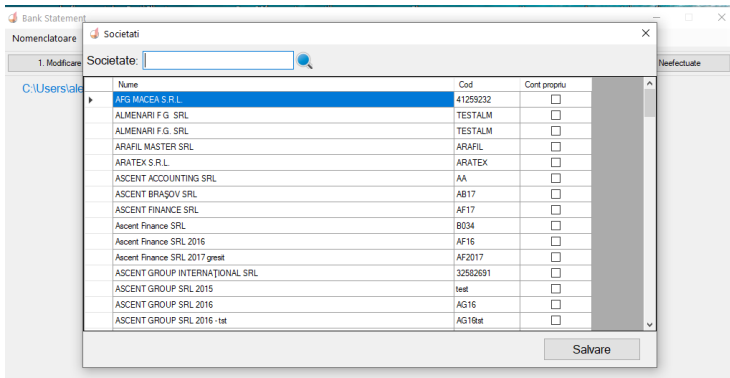 Bank Statement
Societati
Nomenclatoare
1. Modificare
Societate:
Neefectuate
C:\Users\ale
Nume Cod Cont propriu
AFG MACEA S.R.L. 41259232
ALMENARI F G SRL TESTALM
ALMENARI F.G. SRL TESTALM
ARAFIL MASTER SRL ARAFIL
ARATEX S.R.L. ARATEX
ASCENT ACCOUNTING SRL AA
ASCENT BRAŞOV SRL AB17
ASCENT FINANCE SRL AF17
Ascent Finance SRL B034
Ascent Finance SRL 2016 AF16
Ascent Finance SRL 2017 gresit AF2017
ASCENT GROUP INTERNAŢIONAL SRL 32582691
ASCENT GROUP SRL 2015 test
ASCENT GROUP SRL 2016 AG16
ASCENT GROUP SRL 2016 - tst AG16tst
Salvare